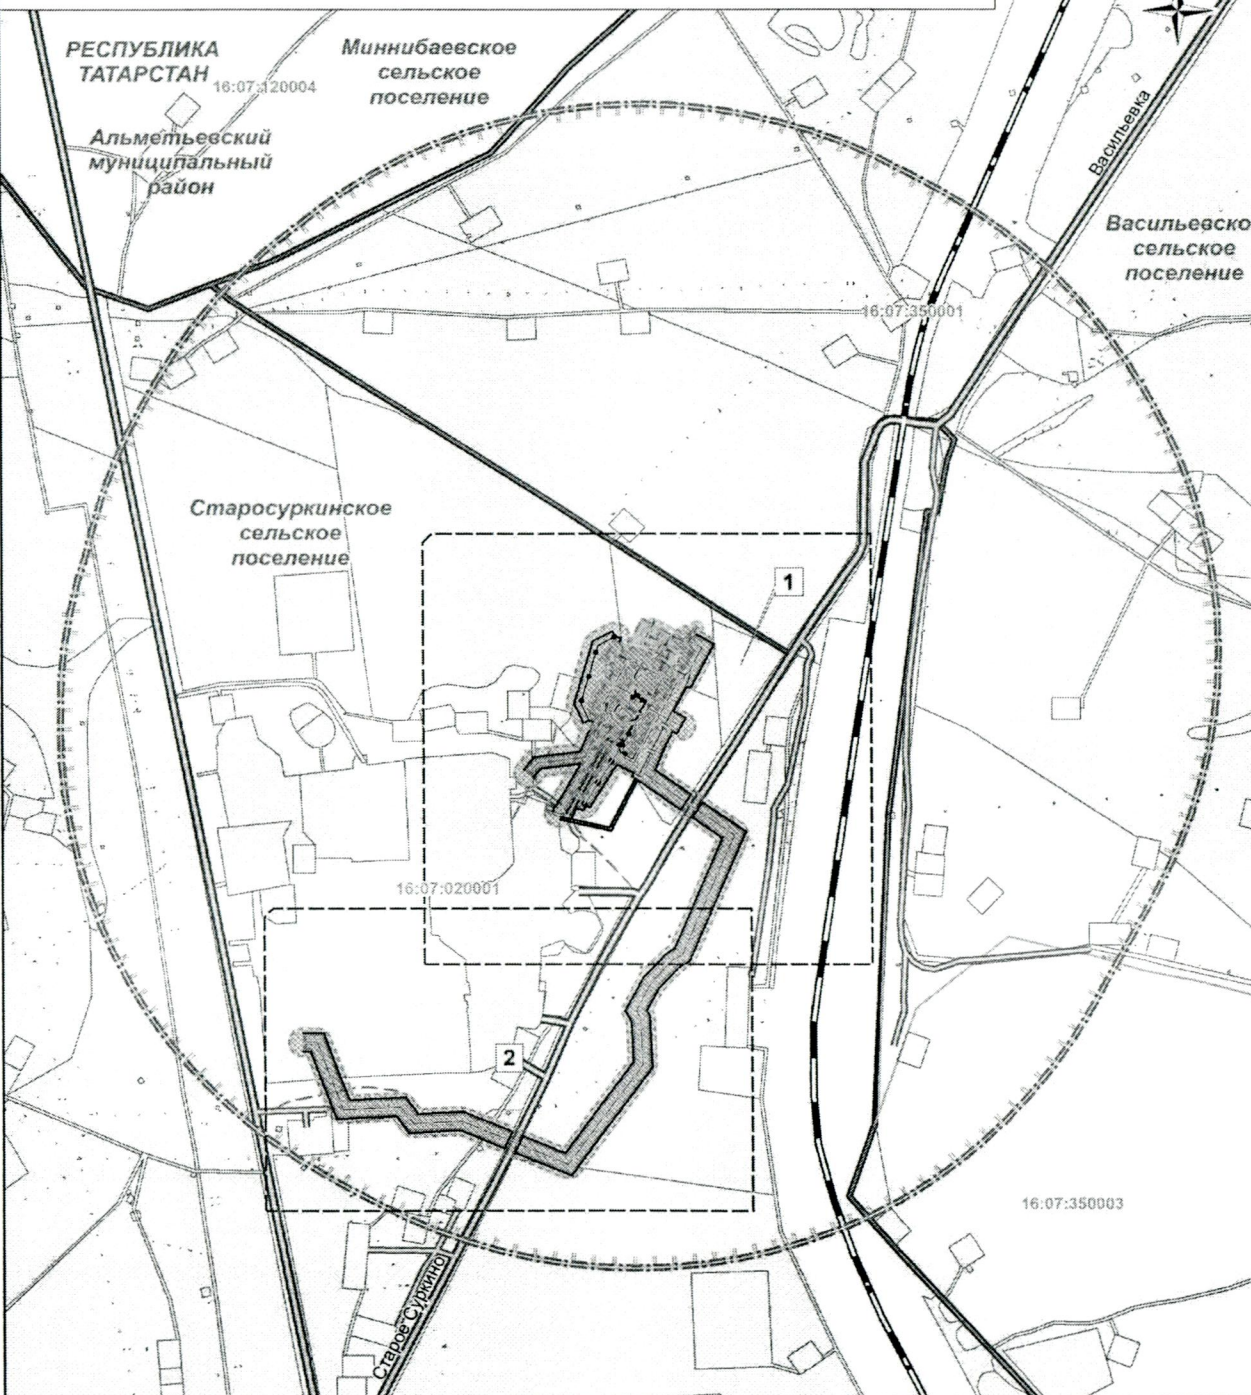 РЕСПУБЛИКА
ТАТАРСТАН
16:07:120004
Миннибаевское
сельское
поселение
Альметьевский
муниципальный
район
Васильевка
Васильевско
сельское
поселение
16:07:350001
Старосуркинское
сельское
поселение
1
16:07:020001
2
16:07:350003
Старое Суркино